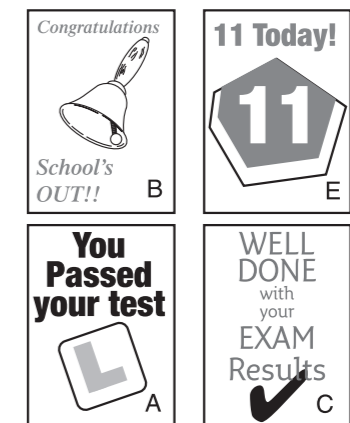 Congratulations
School's
OUT!!
B
11 Today!
11
E
You
Passed
your test
L
A
WELL
DONE
with
your
EXAM
Results
C